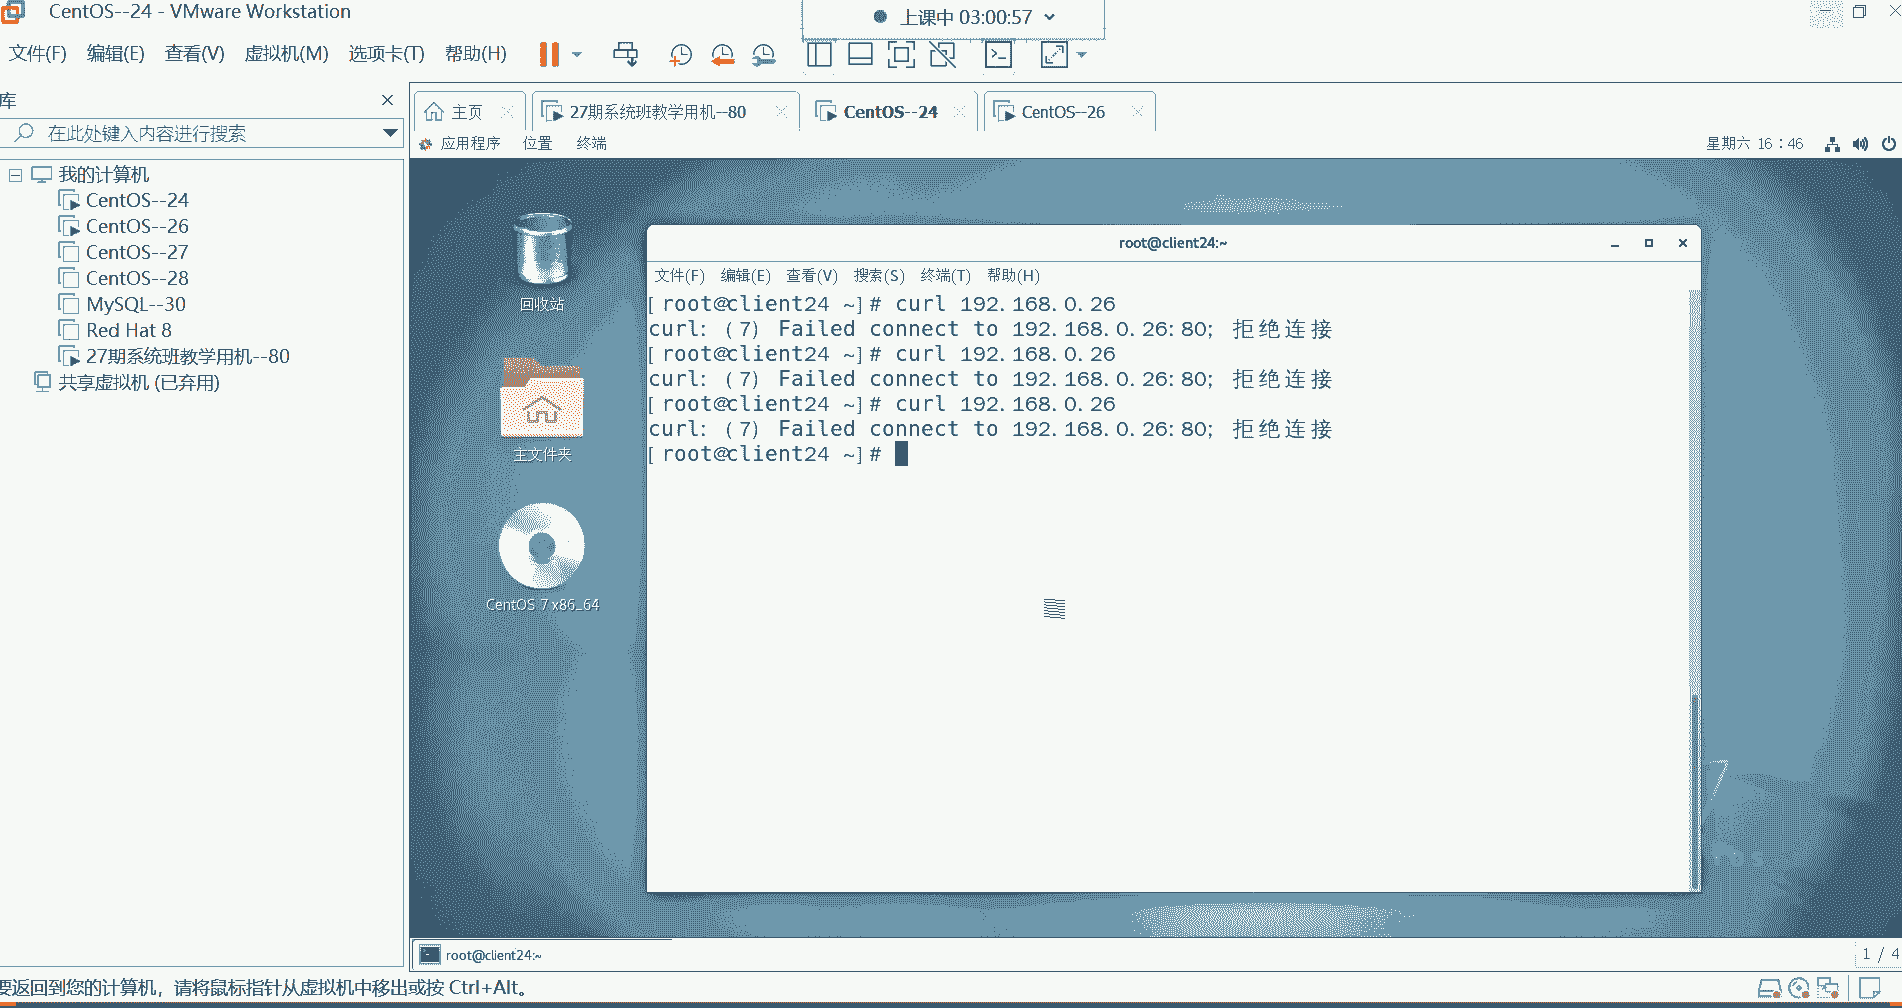 CentOS--24 - VMware Workstation
上课中 03:00:57
文件(F) 编辑(E) 查看(V) 虚拟机(M) 选项卡(T) 帮助(H)
库
在此处键入内容进行搜索
我的计算机
CentOS--24
CentOS--26
CentOS--27
CentOS--28
MySQL--30
Red Hat 8
27期系统班教学用机--80
共享虚拟机 (已弃用)
主页 27期系统班教学用机--80 CentOS--24 CentOS--26
应用程序 位置 终端 星期六 16:46
回收站
主文件夹
CentOS 7 x86_64
root@client24:~
文件(F) 编辑(E) 查看(V) 搜索(S) 终端(T) 帮助(H)
[root@client24 ~]# curl 192.168.0.26
curl: (7) Failed connect to 192.168.0.26:80; 拒绝连接
[root@client24 ~]# curl 192.168.0.26
curl: (7) Failed connect to 192.168.0.26:80; 拒绝连接
[root@client24 ~]# curl 192.168.0.26
curl: (7) Failed connect to 192.168.0.26:80; 拒绝连接
[root@client24 ~]#
7
root@client24:~ 1 / 4
要返回到您的计算机，请将鼠标指针从虚拟机中移出或按 Ctrl+Alt。